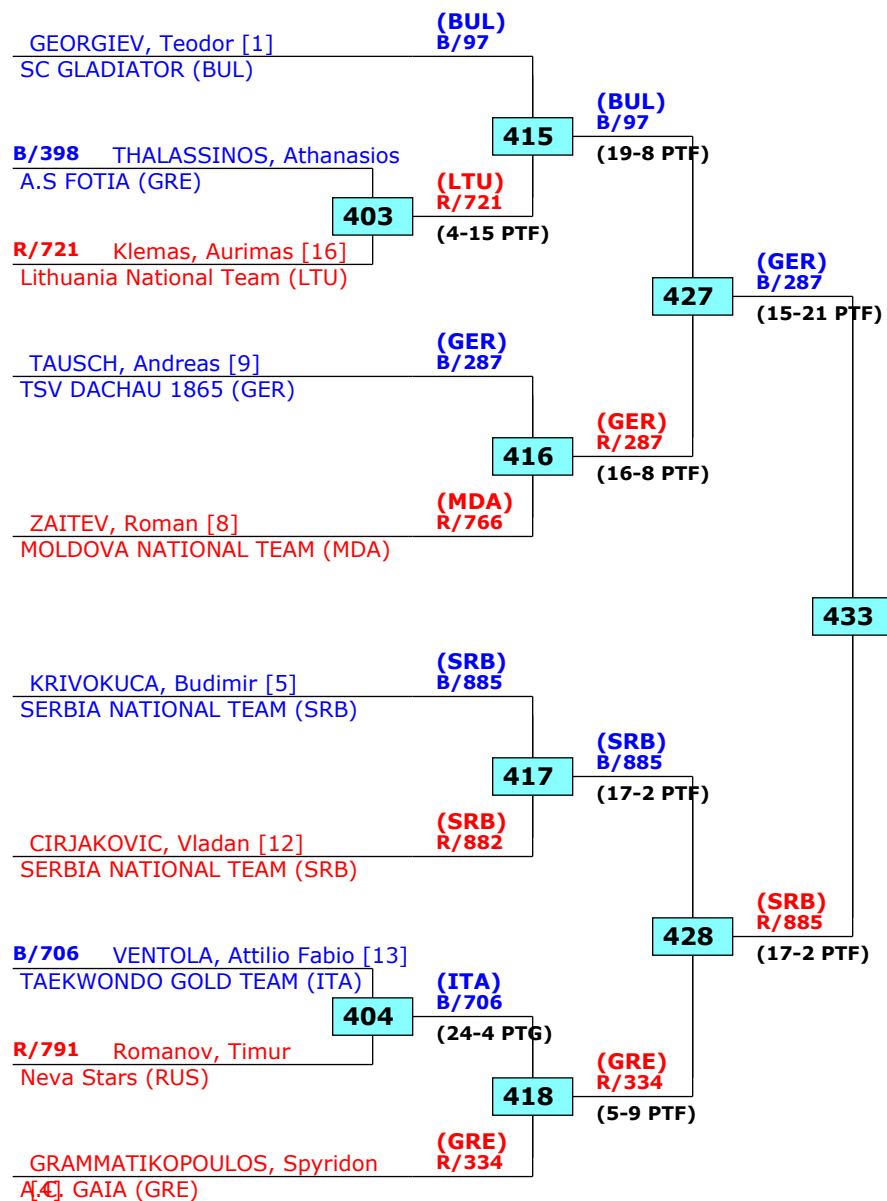 GEORGIEV, Teodor [1]
SC GLADIATOR (BUL)
(BUL)
B/97
415
(BUL)
B/97
(19-8 PTF)
B/398 THALASSINOS, Athanasios
A.S FOTIA (GRE)
403
(LTU)
R/721
(4-15 PTF)
R/721 Klemas, Aurimas [16]
Lithuania National Team (LTU)
427
(GER)
B/287
(15-21 PTF)
TAUSCH, Andreas [9]
TSV DACHAU 1865 (GER)
(GER)
B/287
416
(GER)
R/287
(16-8 PTF)
ZAITEV, Roman [8]
MOLDOVA NATIONAL TEAM (MDA)
(MDA)
R/766
433
KRIVOKUCA, Budimir [5]
SERBIA NATIONAL TEAM (SRB)
(SRB)
B/885
417
(SRB)
B/885
(17-2 PTF)
CIRJAKOVIC, Vladan [12]
SERBIA NATIONAL TEAM (SRB)
(SRB)
R/882
428
(SRB)
R/885
(17-2 PTF)
B/706 VENTOLA, Attilio Fabio [13]
TAEKWONDO GOLD TEAM (ITA)
404
(ITA)
B/706
(24-4 PTG)
R/791 Romanov, Timur
Neva Stars (RUS)
418
(GRE)
R/334
(5-9 PTF)
GRAMMATIKOPOULOS, Spyridon
[4]
A.C. GAIA (GRE)
(GRE)
R/334